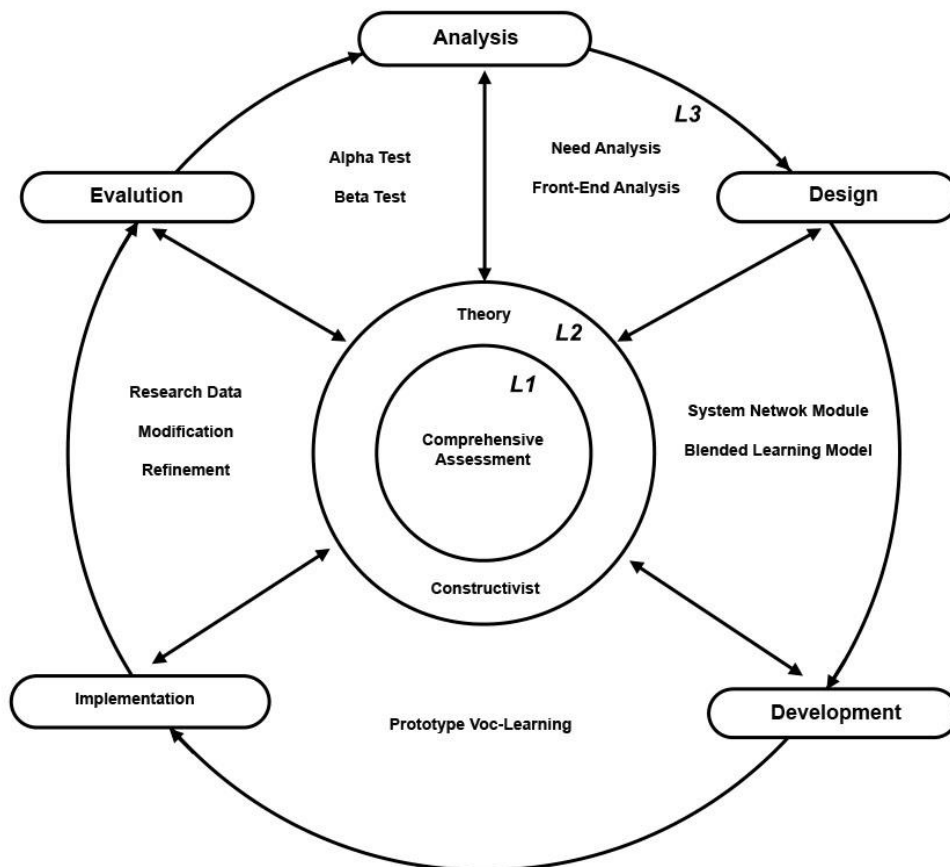 Analysis
L3
Alpha Test
Beta Test
Need Analysis
Front-End Analysis
Evalution
Design
Theory
L2
L1
Comprehensive
Assessment
Research Data
Modification
Refinement
System Netwok Module
Blended Learning Model
Constructivist
Implementation
Prototype Voc-Learning
Development